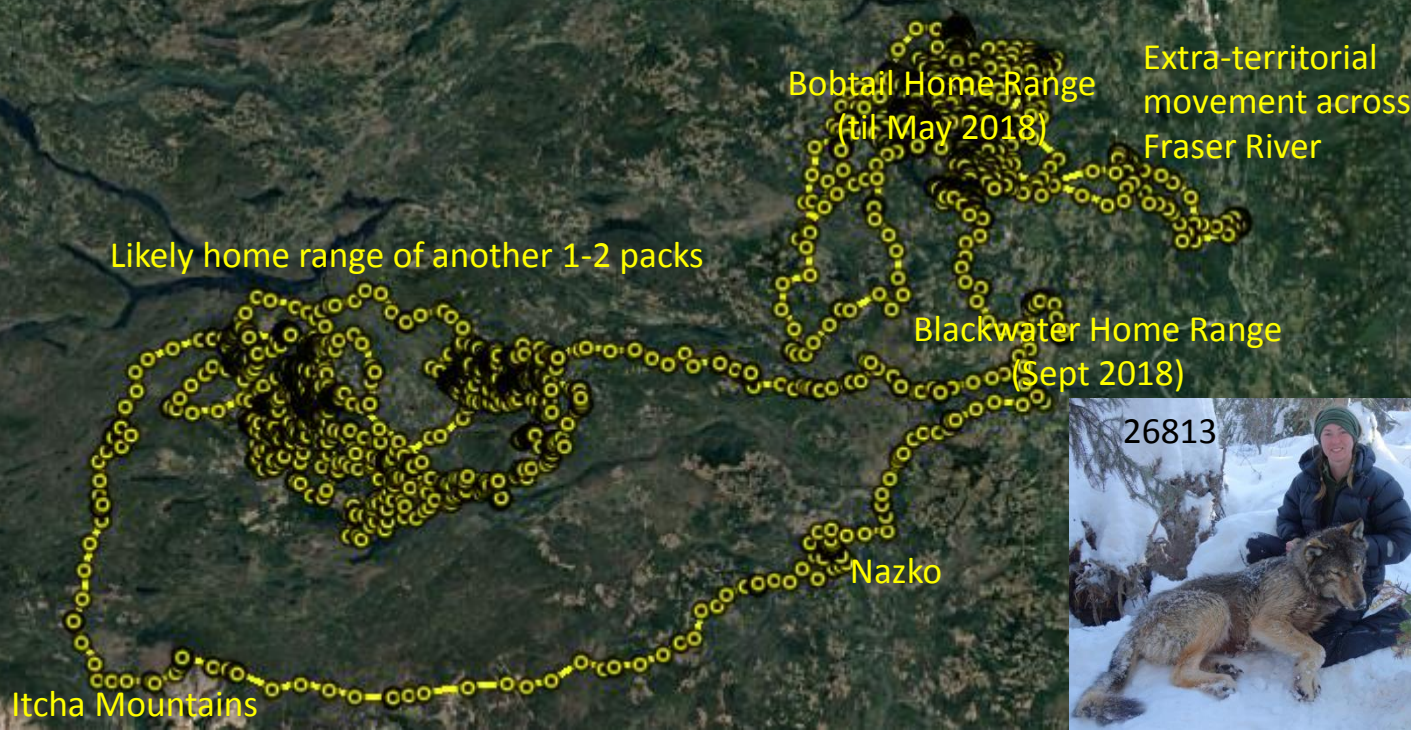 Bobtail Home Range
(til May 2018)
Extra-territorial
movement across
Fraser River
Likely home range of another 1-2 packs
Blackwater Home Range
(Sept 2018)
26813
Nazko
Itcha Mountains